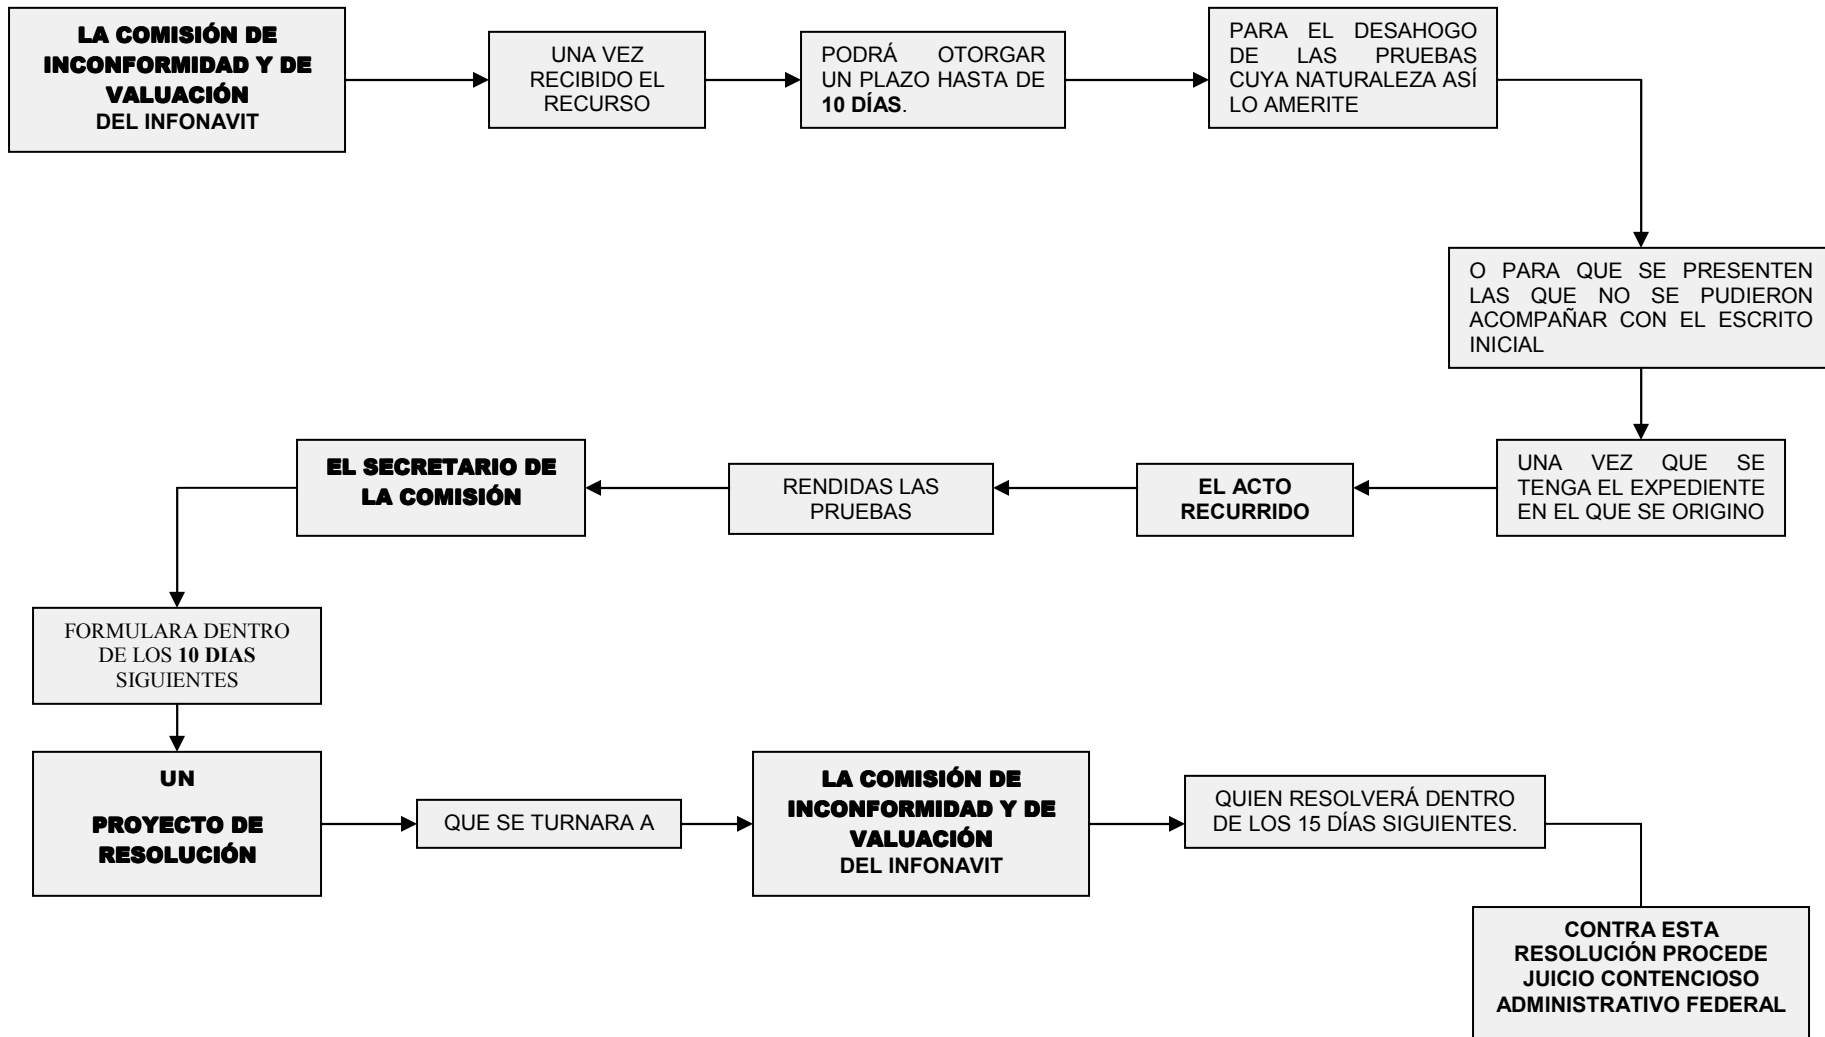 LA COMISIÓN DE
INCONFORMIDAD Y DE
VALUACIÓN
DEL INFONAVIT
UNA VEZ
RECIBIDO EL
RECURSO
PODRÁ OTORGAR
UN PLAZO HASTA DE
10 DÍAS.
PARA EL DESAHOGO
DE LAS PRUEBAS
CUYA NATURALEZA ASÍ
LO AMERITE
O PARA QUE SE PRESENTEN
LAS QUE NO SE PUDIERON
ACOMPAÑAR CON EL ESCRITO
INICIAL
UNA VEZ QUE SE
TENGA EL EXPEDIENTE
EN EL QUE SE ORIGINO
EL ACTO
RECURRIDO
RENDIDAS LAS
PRUEBAS
EL SECRETARIO DE
LA COMISIÓN
FORMULARA DENTRO
DE LOS 10 DIAS
SIGUIENTES
UN
PROYECTO DE
RESOLUCIÓN
QUE SE TURNARA A
LA COMISIÓN DE
INCONFORMIDAD Y DE
VALUACIÓN
DEL INFONAVIT
QUIEN RESOLVERÁ DENTRO
DE LOS 15 DÍAS SIGUIENTES.
CONTRA ESTA
RESOLUCIÓN PROCEDE
JUICIO CONTENCIOSO
ADMINISTRATIVO FEDERAL